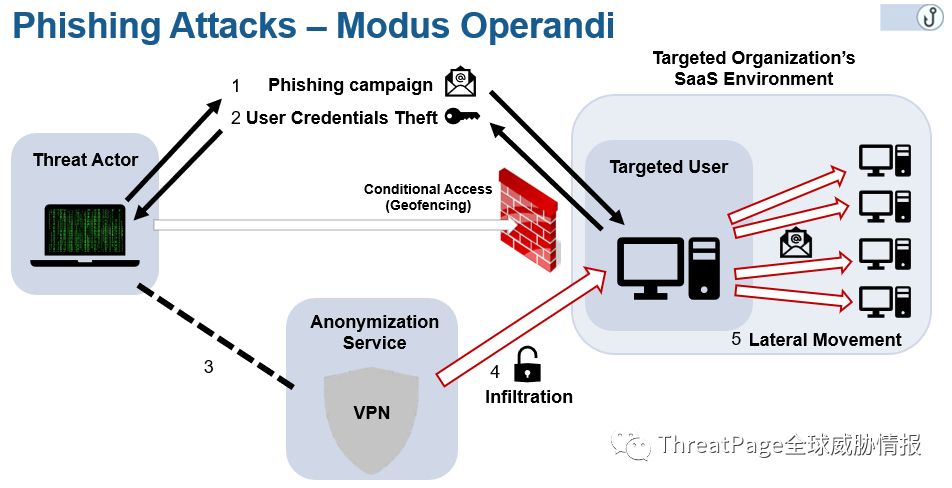 Phishing Attacks – Modus Operandi
Targeted Organization's
SaaS Environment
1 Phishing campaign
2 User Credentials Theft
Threat Actor
Targeted User
Conditional Access
(Geofencing)
Anonymization
Service
3
VPN
4
Infiltration
5 Lateral Movement
ThreatPage全球威胁情报